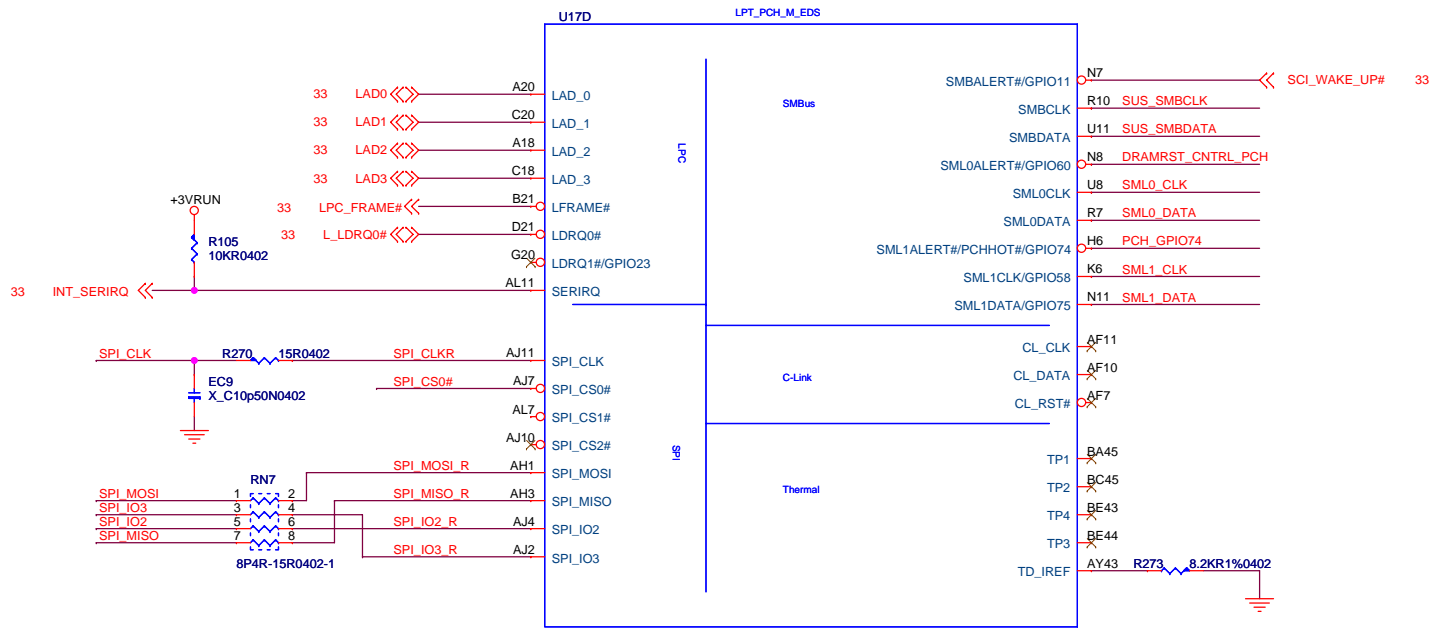 U17D
LPT_PCH_M_EDS
33 LAD0 A20 LAD_0
33 LAD1 C20 LAD_1
33 LAD2 A18 LAD_2
33 LAD3 C18 LAD_3
33 LPC_FRAME# B21 LFRAME#
33 L_LDRQ0# D21 LDRQ0#
G20 LDRQ1#/GPIO23
+3VRUN
R105
10KR0402
33 INT_SERIRQ AL11 SERIRQ
LPC
SPI_CLK R270 15R0402 SPI_CLKR AJ11 SPI_CLK
EC9
X_C10p50N0402
SPI_CS0# AJ7 SPI_CS0#
AL7 SPI_CS1#
AJ10 SPI_CS2#
SPI_MOSI_R AH1 SPI_MOSI
SPI_MISO_R AH3 SPI_MISO
SPI_IO2_R AJ4 SPI_IO2
SPI_IO3_R AJ2 SPI_IO3
RN7
SPI_MOSI 1 2
SPI_IO3 3 4
SPI_IO2 5 6
SPI_MISO 7 8
8P4R-15R0402-1
SPI
SMBus
SMBALERT#/GPIO11 N7 SCI_WAKE_UP# 33
SMBCLK R10 SUS_SMBCLK
SMBDATA U11 SUS_SMBDATA
SML0ALERT#/GPIO60 N8 DRAMRST_CNTRL_PCH
SML0CLK U8 SML0_CLK
SML0DATA R7 SML0_DATA
SML1ALERT#/PCHHOT#/GPIO74 H6 PCH_GPIO74
SML1CLK/GPIO58 K6 SML1_CLK
SML1DATA/GPIO75 N11 SML1_DATA
C-Link
CL_CLK AF11
CL_DATA AF10
CL_RST# AF7
Thermal
TP1 BA45
TP2 BC45
TP4 BE43
TP3 BE44
TD_IREF AY43 R273 8.2KR1%0402